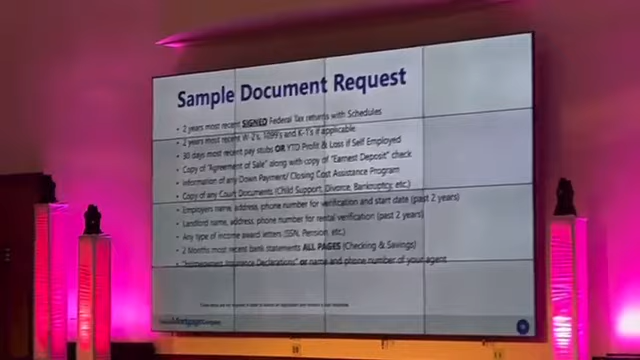 Sample Document Request
• 2 years most recent SIGNED Federal Tax returns with Schedules
• 2 years most recent W-2's, 1099's and K-1's if applicable
• 30 days most recent pay stubs OR YTD Profit & Loss if Self Employed
• Copy of "Agreement of Sale" along with copy of "Earnest Deposit" check
• Information of any Down Payment/ Closing Cost Assistance Program
• Copy of any Court Documents (Child Support, Divorce, Bankruptcy, etc.)
• Employers name, address, phone number for verification and start date (past 2 years)
• Landlord name, address, phone number for rental verification (past 2 years)
• Any type of income award letters (SSN, Pension, etc.)
• 2 Months most recent bank statements ALL PAGES (Checking & Savings)
• "Homeowners Insurance Declarations" or name and phone number of your agent